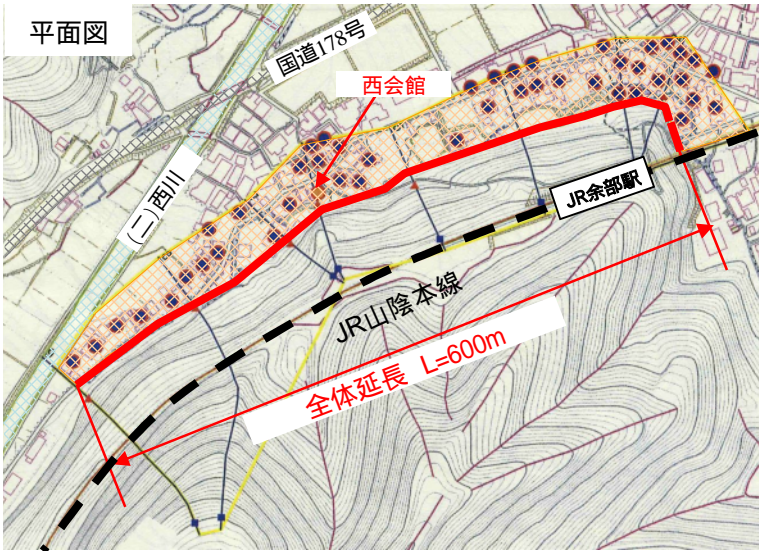 平面図
国道178号
西会館
(二)西川
JR余部駅
JR山陰本線
全体延長 L=600m